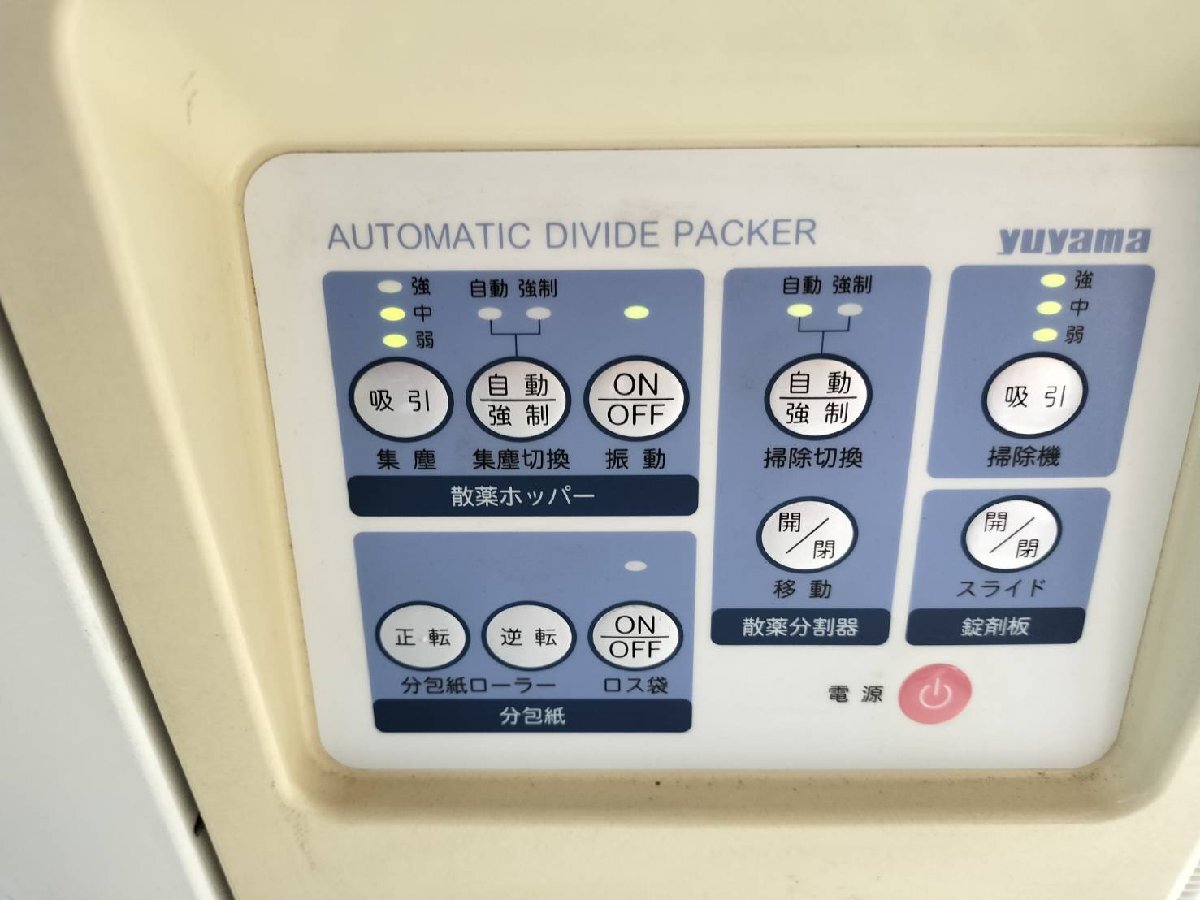 AUTOMATIC DIVIDE PACKER
yuyama
強
中
弱
吸引
集塵
自動 強制
自動
強制
集塵切換
ON
OFF
振動
散薬ホッパー
正転
逆転
分包紙ローラー
ON
OFF
ロス袋
分包紙
自動 強制
自動
強制
掃除切換
開/閉
移動
散薬分割器
強
中
弱
吸引
掃除機
開/閉
スライド
錠剤板
電源